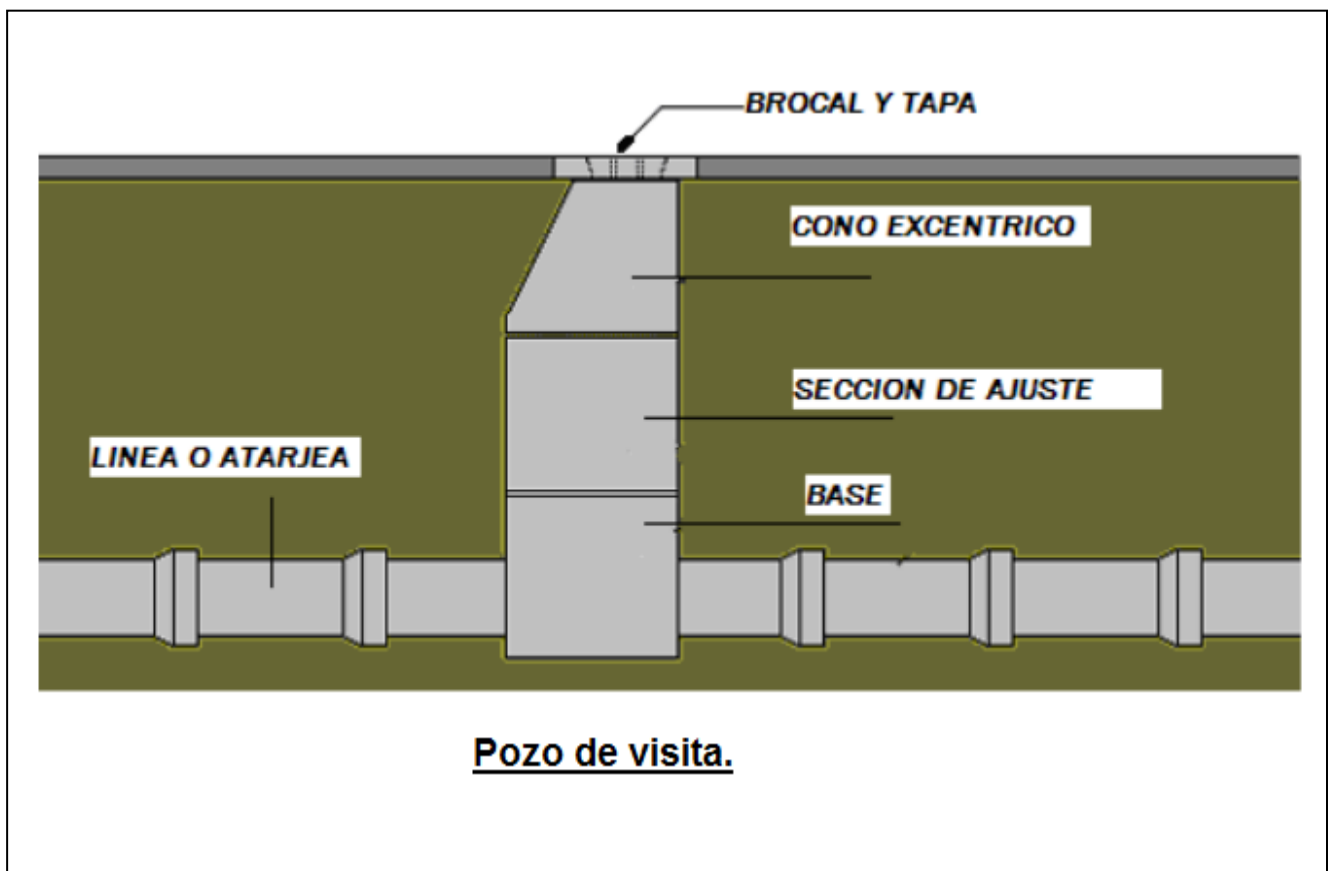 BROCAL Y TAPA
CONO EXCENTRICO
SECCION DE AJUSTE
LINEA O ATARJEA
BASE
Pozo de visita.